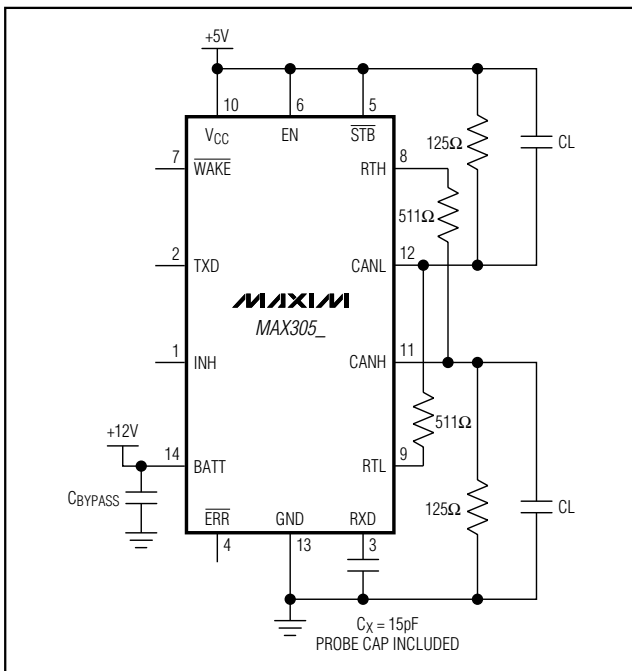 +5V
10
6
5
VCC
EN
STB
125Ω
CL
7
WAKE
RTH
8
511Ω
2
TXD
CANL
12
MAXIM
MAX305_
1
INH
CANH
11
+12V
511Ω
14
BATT
RTL
9
CBYPASS
125Ω
CL
ERR
GND
RXD
4
13
3
CX = 15pF
PROBE CAP INCLUDED